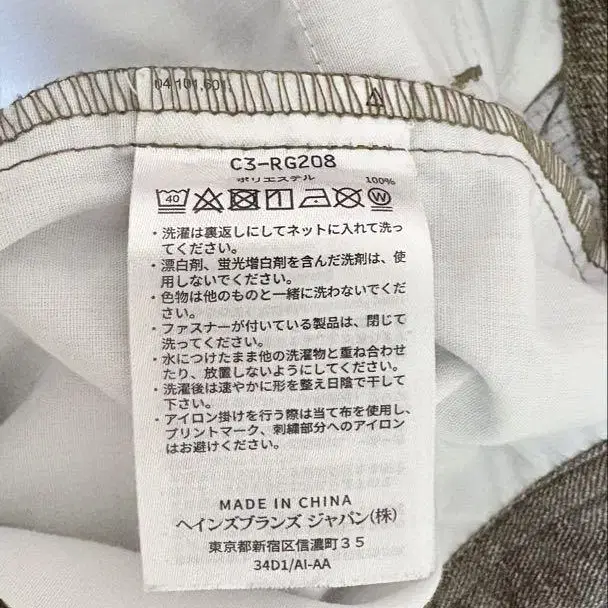 04 101.60
C3-RG208
ポリエステル 100%
40
W
・洗濯は裏返しにしてネットに入れて洗っ
てください。
・漂白剤、蛍光増白剤を含んだ洗剤は、使
用しないでください。
・色物は他のものと一緒に洗わないでくだ
さい。
・ファスナーが付いている製品は、閉じて
洗ってください。
・水につけたまま他の洗濯物と重ね合わせ
たり、放置しないようにしてください。
・洗濯後は速やかに形を整え日陰で干して
下さい。
・アイロン掛けを行う際は当て布を使用し、
プリントマーク、刺繍部分へのアイロン
はお避けください。
MADE IN CHINA
ヘインズブランズ ジャパン(株)
東京都新宿区信濃町35
34D1/AI-AA